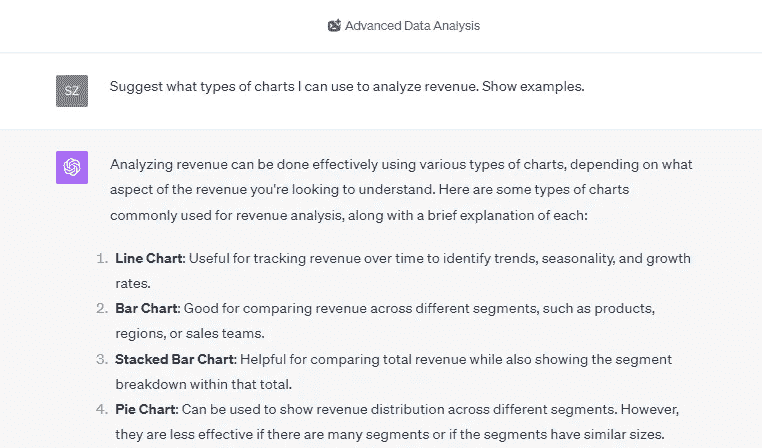 Advanced Data Analysis
SZ
Suggest what types of charts I can use to analyze revenue. Show examples.
Analyzing revenue can be done effectively using various types of charts, depending on what
aspect of the revenue you're looking to understand. Here are some types of charts
commonly used for revenue analysis, along with a brief explanation of each:
1. Line Chart: Useful for tracking revenue over time to identify trends, seasonality, and growth
rates.
2. Bar Chart: Good for comparing revenue across different segments, such as products,
regions, or sales teams.
3. Stacked Bar Chart: Helpful for comparing total revenue while also showing the segment
breakdown within that total.
4. Pie Chart: Can be used to show revenue distribution across different segments. However,
they are less effective if there are many segments or if the segments have similar sizes.